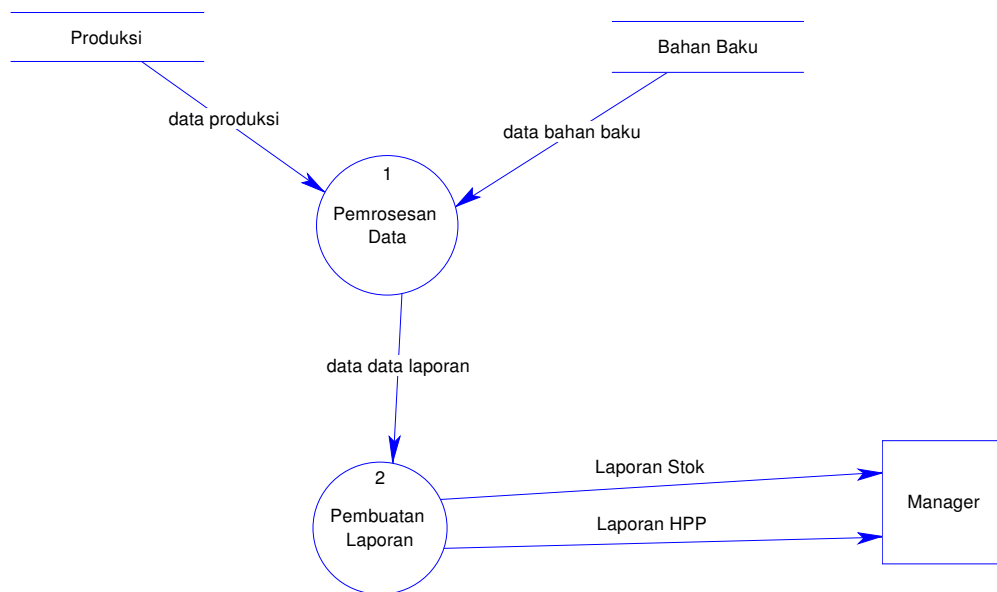 Produksi
Bahan Baku
data produksi
data bahan baku
1
Pemrosesan
Data
data data laporan
2
Pembuatan
Laporan
Laporan Stok
Laporan HPP
Manager